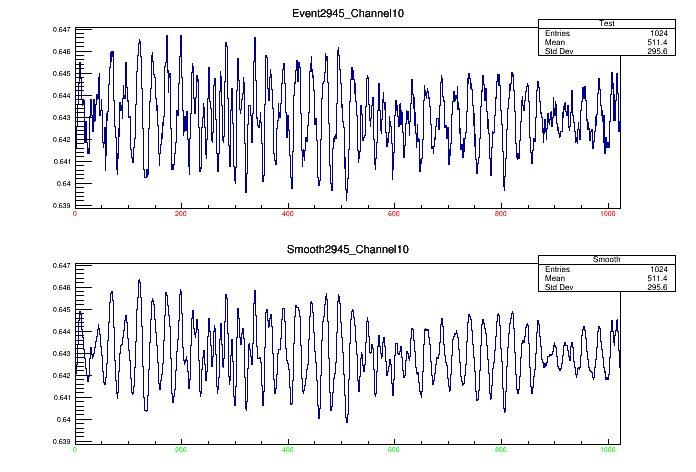 Event2945_Channel10
Test
Entries 1024
Mean 511.4
Std Dev 295.6
0.647
0.646
0.645
0.644
0.643
0.642
0.641
0.64
0.639
0 200 400 600 800 1000
Smooth2945_Channel10
Smooth
Entries 1024
Mean 511.4
Std Dev 295.6
0.647
0.646
0.645
0.644
0.643
0.642
0.641
0.64
0.639
0 200 400 600 800 1000